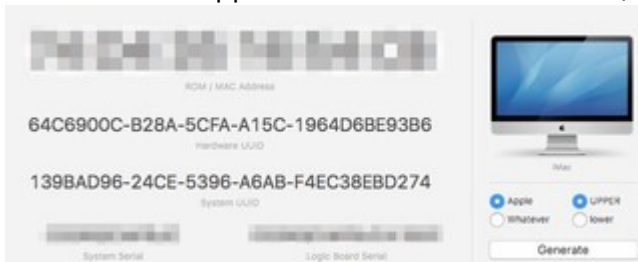 ROM / MAC Address
64C6900C-B28A-5CFA-A15C-1964D6BE93B6
Hardware UUID
139BAD96-24CE-5396-A6AB-F4EC38EBD274
System UUID
System Serial
Logic Board Serial
iMac
Apple
UPPER
Whatever
lower
Generate